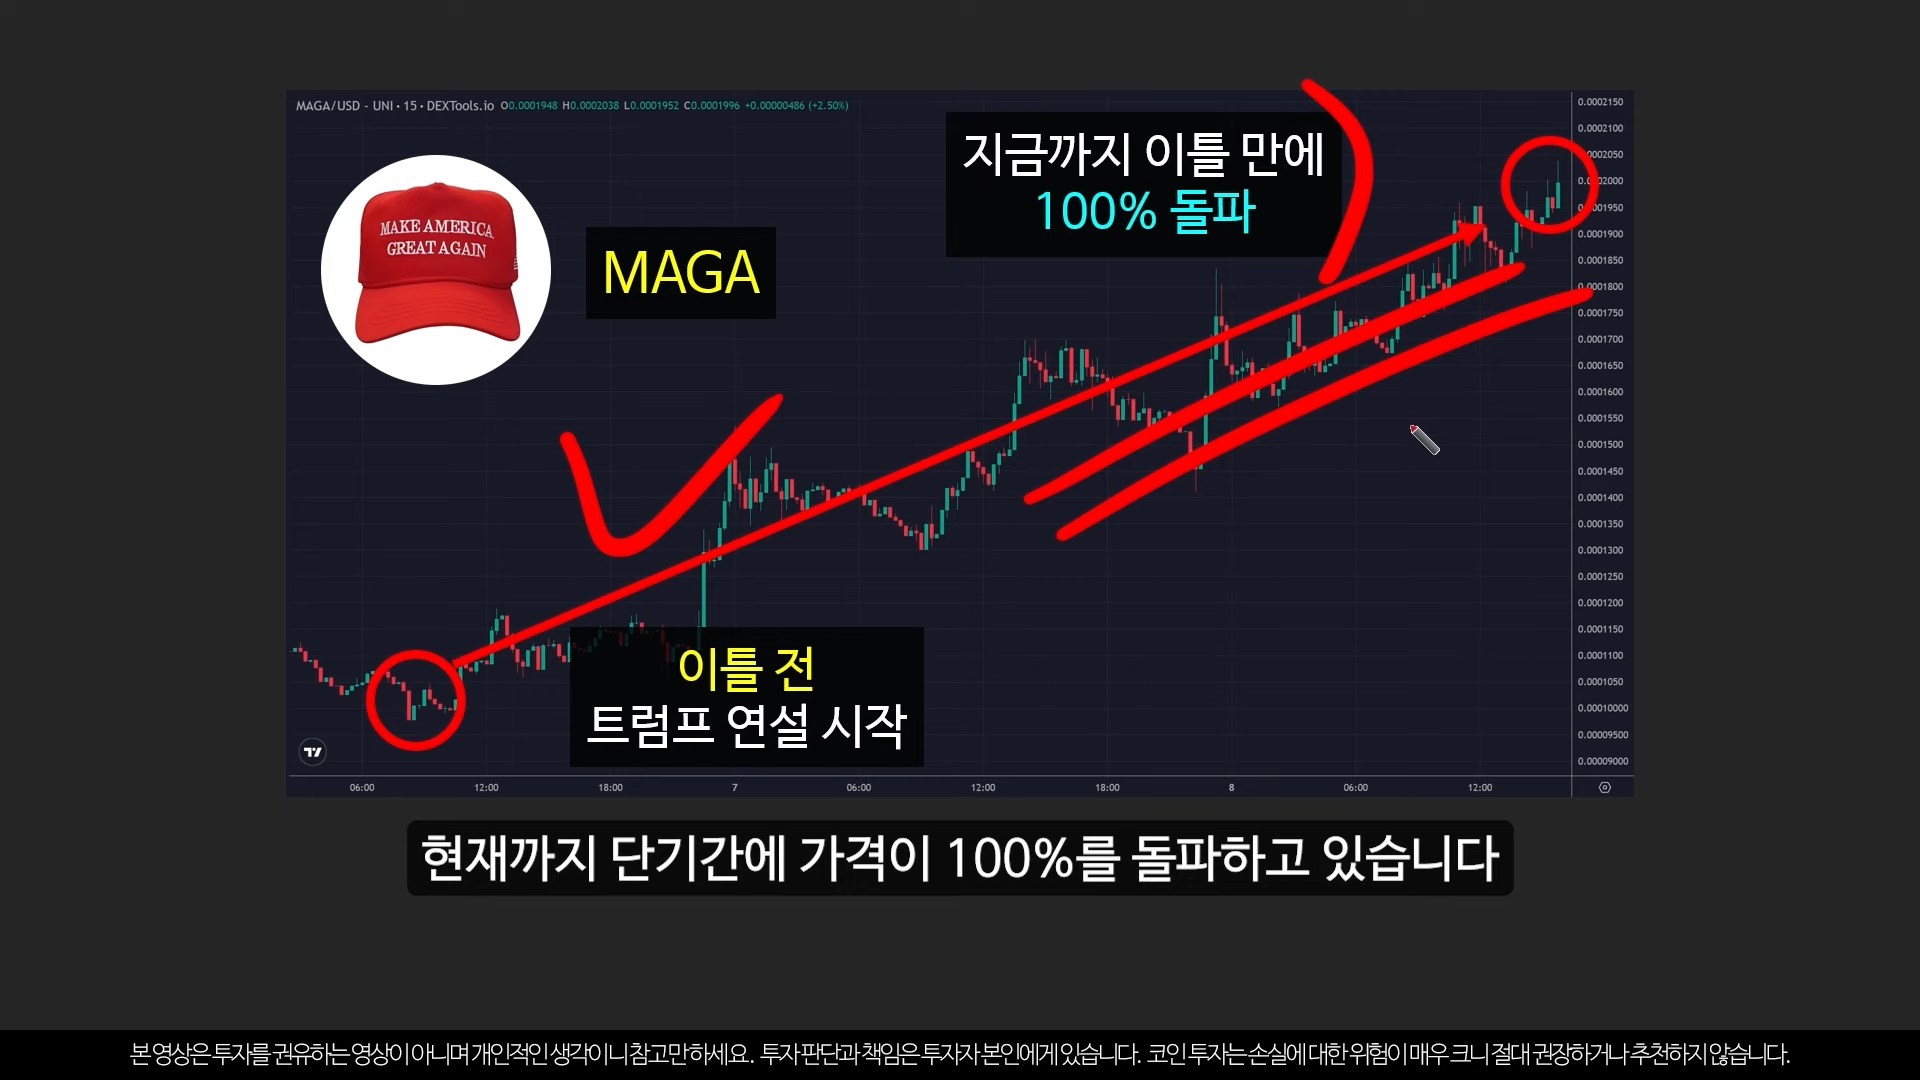 MAGA/USD - UNI • 15 • DEXTools.io O0.0001948 H0.0002038 L0.0001952 C0.0001996 +0.00000486 (+2.50%)
MAKE AMERICA
GREAT AGAIN
MAGA
지금까지 이틀 만에
100% 돌파
이틀 전
트럼프 연설 시작
0.0002150
0.0002100
0.0002050
0.0002000
0.0001950
0.0001900
0.0001850
0.0001800
0.0001750
0.0001700
0.0001650
0.0001600
0.0001550
0.0001500
0.0001450
0.0001400
0.0001350
0.0001300
0.0001250
0.0001200
0.0001150
0.0001100
0.0001050
0.00010000
0.00009500
0.00009000
06:00 12:00 18:00 7 06:00 12:00 18:00 8 06:00 12:00
현재까지 단기간에 가격이 100%를 돌파하고 있습니다
본 영상은 투자를 권유하는 영상이 아니며 개인적인 생각이니 참고만 하세요. 투자 판단과 책임은 투자자 본인에게 있습니다. 코인 투자는 손실에 대한 위험이 매우 크니 절대 권장하거나 추천하지 않습니다.